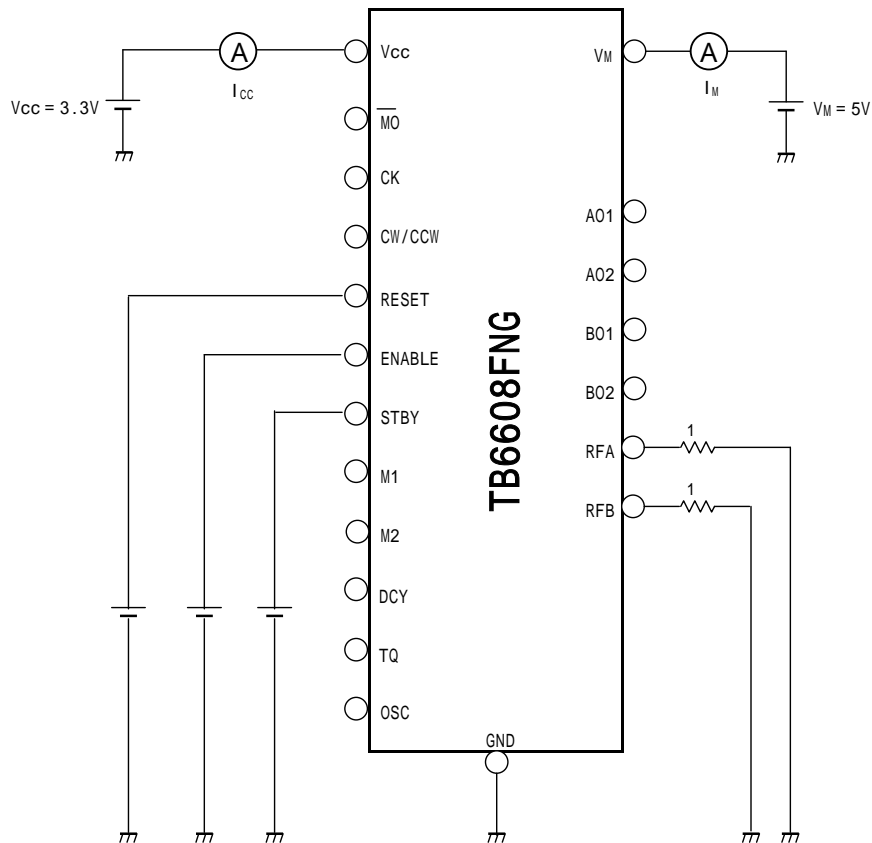 A
Vcc
VM
A
ICC
IM
Vcc = 3.3V
VM = 5V
MO
CK
CW/CCW
AO1
AO2
RESET
BO1
ENABLE
BO2
STBY
RFA
1
M1
RFB
1
M2
DCY
TQ
OSC
TB6608FNG
GND